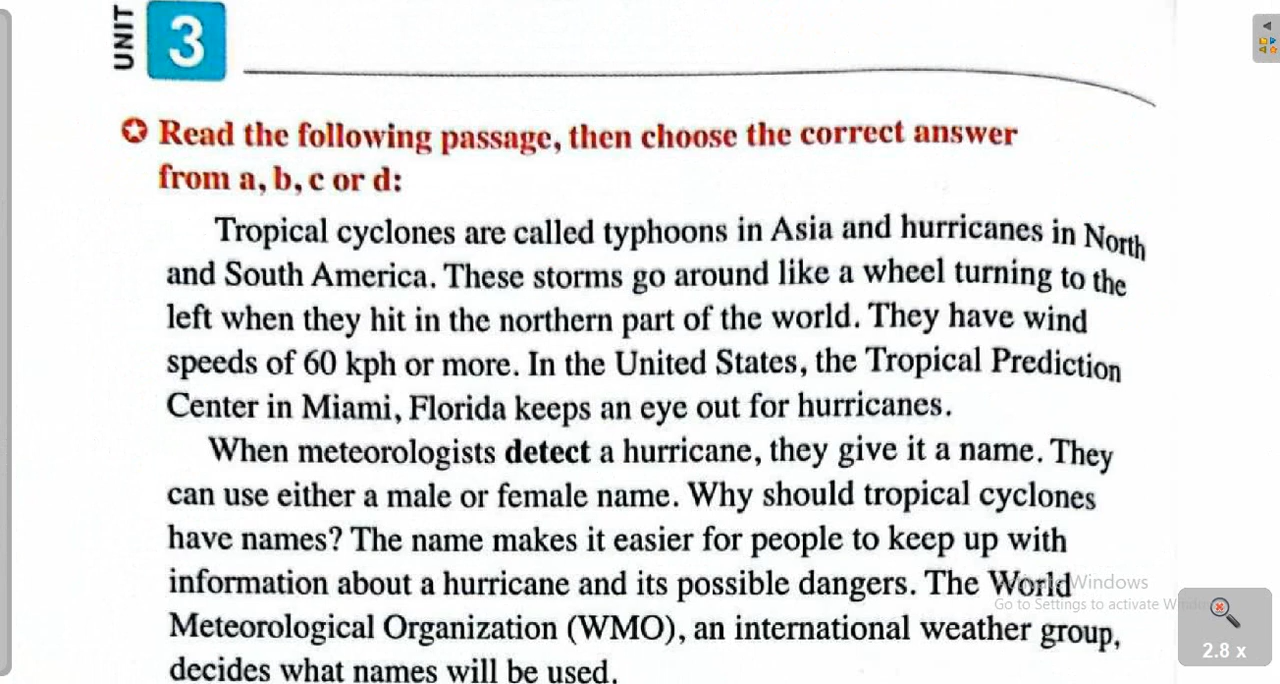 UNIT
3
Read the following passage, then choose the correct answer
from a, b, c or d:
Tropical cyclones are called typhoons in Asia and hurricanes in North
and South America. These storms go around like a wheel turning to the
left when they hit in the northern part of the world. They have wind
speeds of 60 kph or more. In the United States, the Tropical Prediction
Center in Miami, Florida keeps an eye out for hurricanes.
When meteorologists detect a hurricane, they give it a name. They
can use either a male or female name. Why should tropical cyclones
have names? The name makes it easier for people to keep up with
information about a hurricane and its possible dangers. The World
Meteorological Organization (WMO), an international weather group,
decides what names will be used.
Activate Windows
Go to Settings to activate Windows
2.8 x